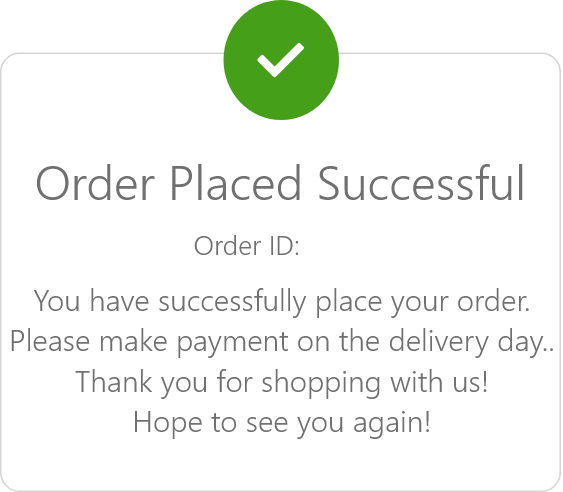 Order Placed Successful
Order ID:
You have successfully place your order.
Please make payment on the delivery day..
Thank you for shopping with us!
Hope to see you again!